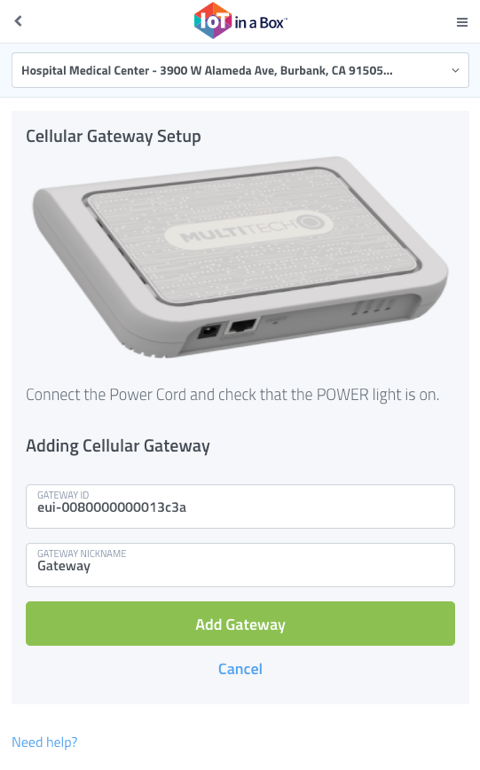 IoT in a Box™
Hospital Medical Center - 3900 W Alameda Ave, Burbank, CA 91505...
Cellular Gateway Setup
MULTITECH
Connect the Power Cord and check that the POWER light is on.
Adding Cellular Gateway
GATEWAY ID
eui-0080000000013c3a
GATEWAY NICKNAME
Gateway
Add Gateway
Cancel
Need help?